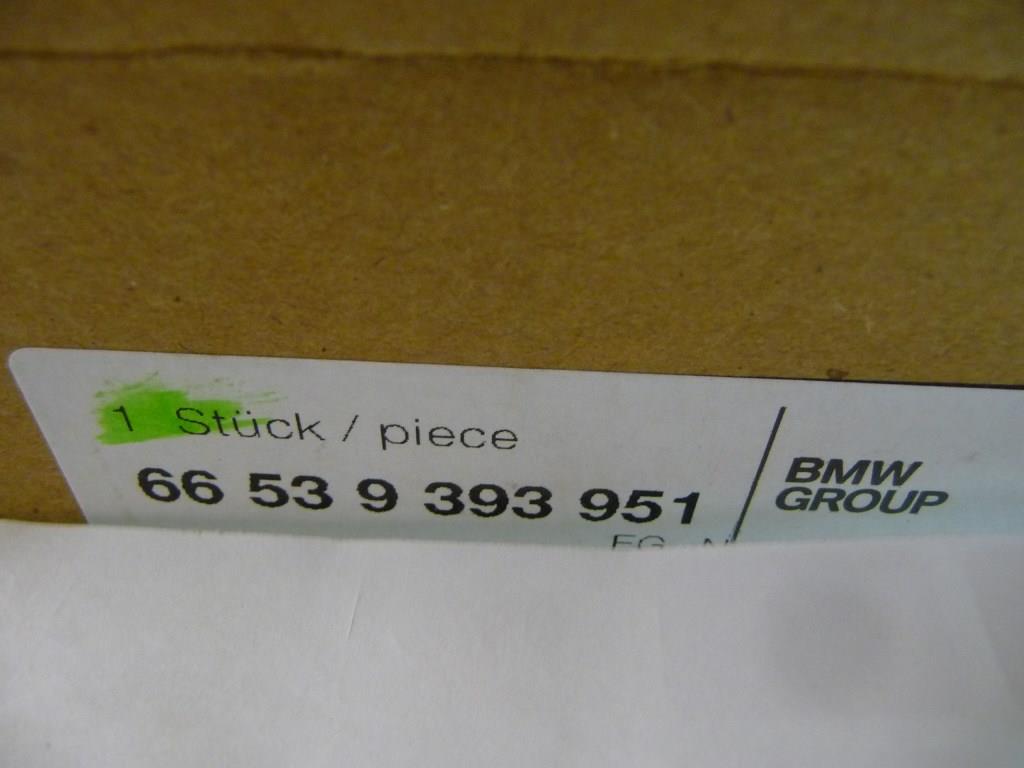 1 Stück / piece
66 53 9 393 951
BMW
GROUP